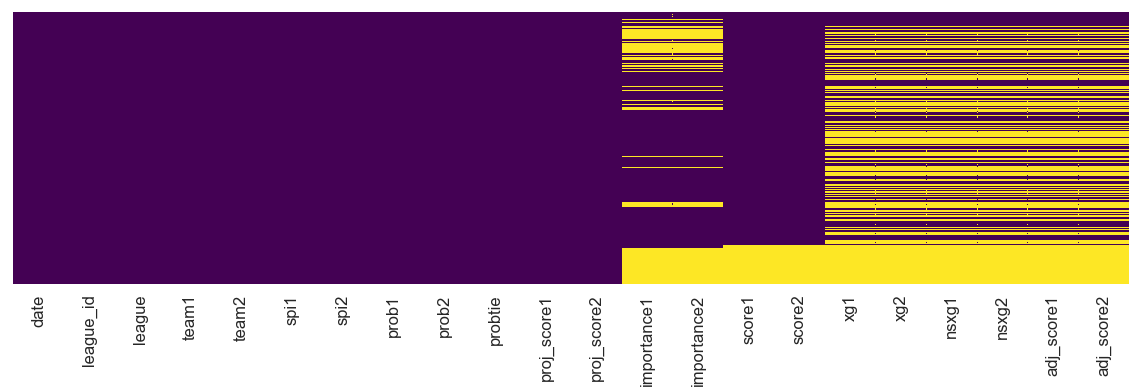 date
league_id
league
team1
team2
spi1
spi2
prob1
prob2
probtie
proj_score1
proj_score2
importance1
importance2
score1
score2
xg1
xg2
nsxg1
nsxg2
adj_score1
adj_score2